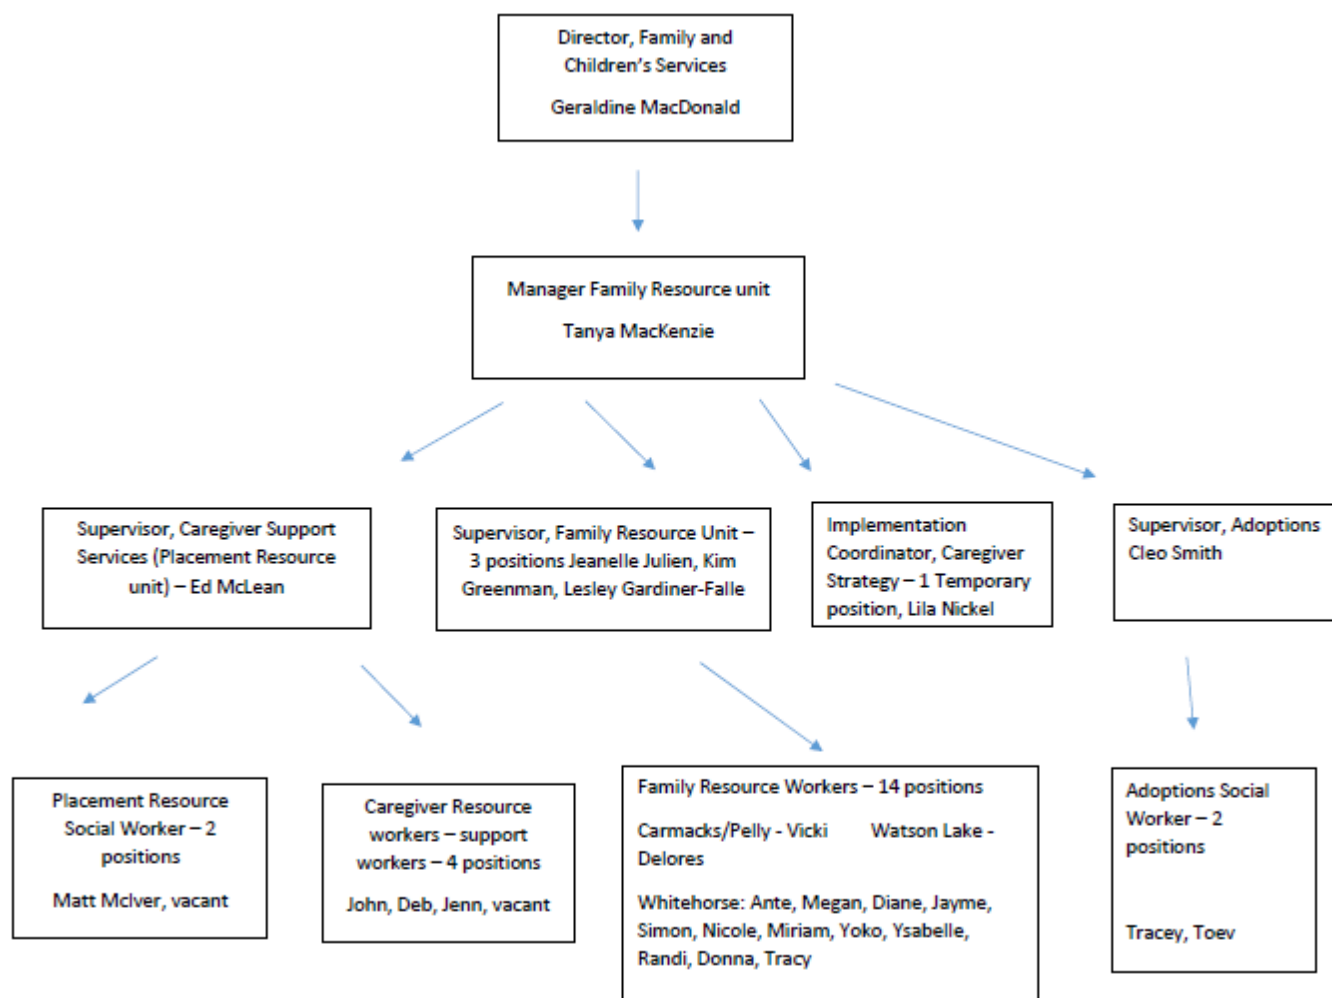 Director, Family and
Children's Services
Geraldine MacDonald
Manager Family Resource unit
Tanya MacKenzie
Supervisor, Caregiver Support
Services (Placement Resource
unit) – Ed McLean
Supervisor, Family Resource Unit –
3 positions Jeanelle Julien, Kim
Greenman, Lesley Gardiner-Falle
Implementation
Coordinator, Caregiver
Strategy – 1 Temporary
position, Lila Nickel
Supervisor, Adoptions
Cleo Smith
Placement Resource
Social Worker – 2
positions
Matt McIver, vacant
Caregiver Resource
workers – support
workers – 4 positions
John, Deb, Jenn, vacant
Family Resource Workers – 14 positions
Carmacks/Pelly - Vicki Watson Lake -
Delores
Whitehorse: Ante, Megan, Diane, Jayme,
Simon, Nicole, Miriam, Yoko, Ysabelle,
Randi, Donna, Tracy
Adoptions Social
Worker – 2
positions
Tracey, Toev